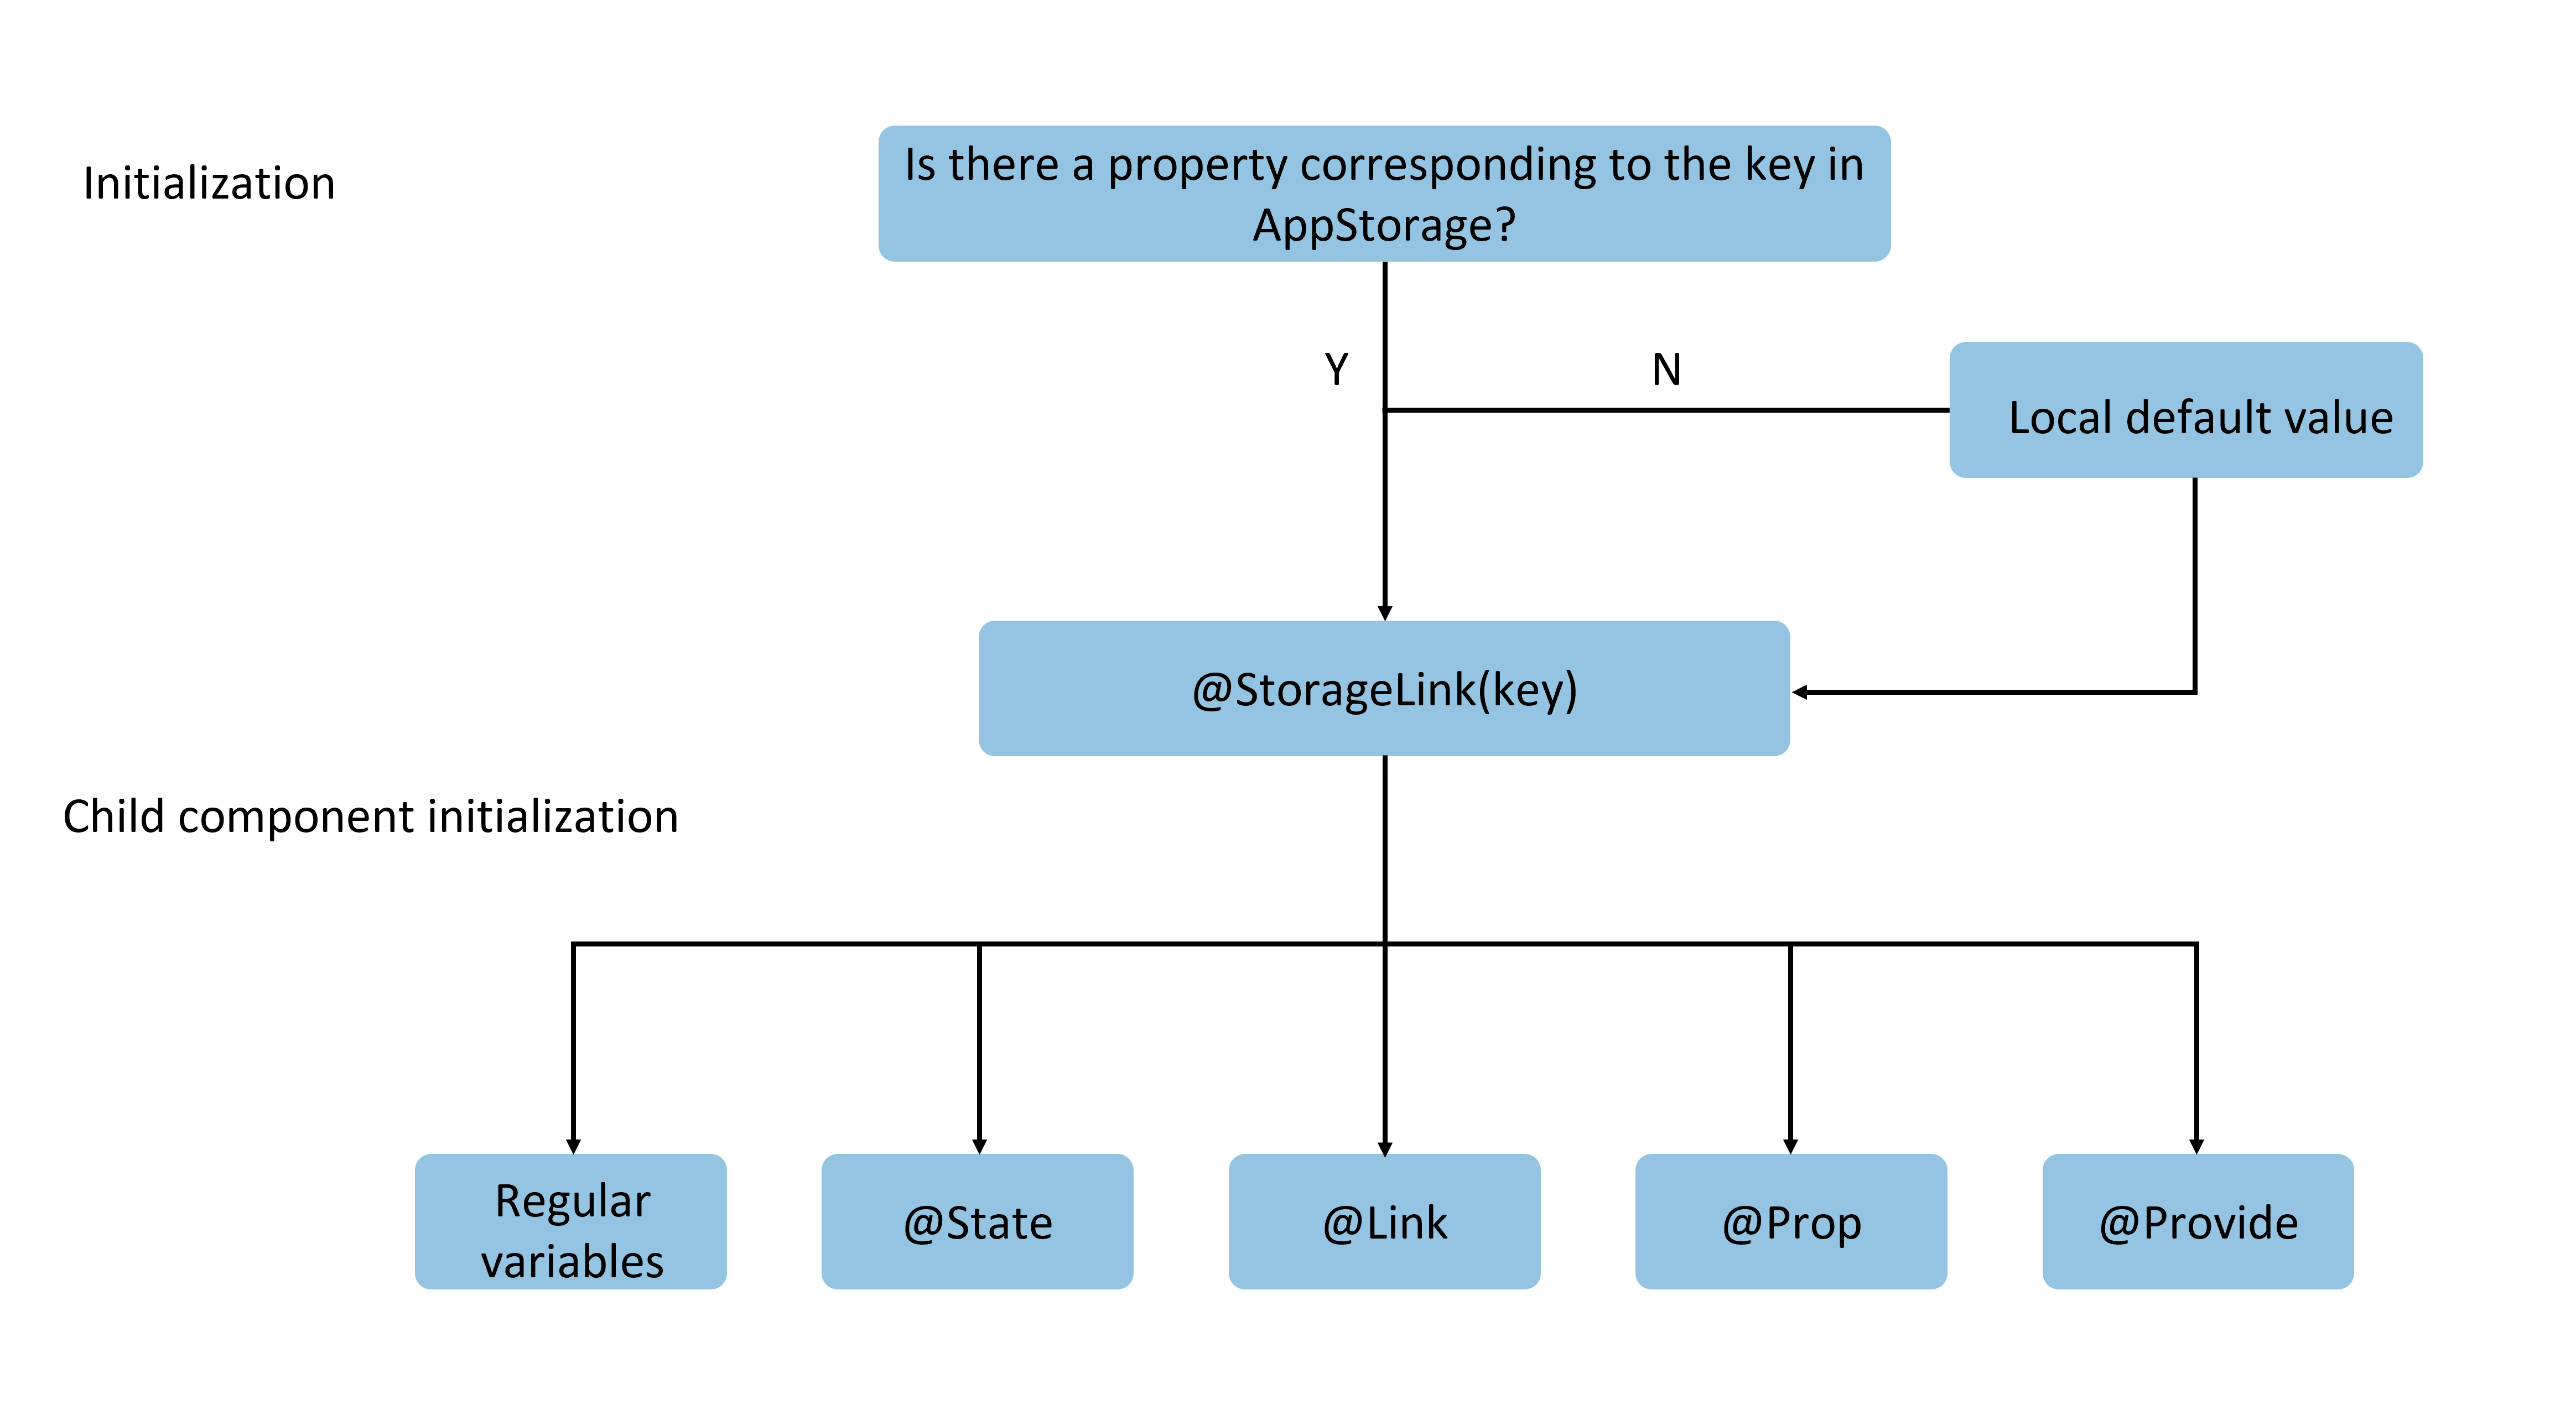 Initialization
Is there a property corresponding to the key in
AppStorage?
Y
N
Local default value
@StorageLink(key)
Child component initialization
Regular
variables
@State
@Link
@Prop
@Provide